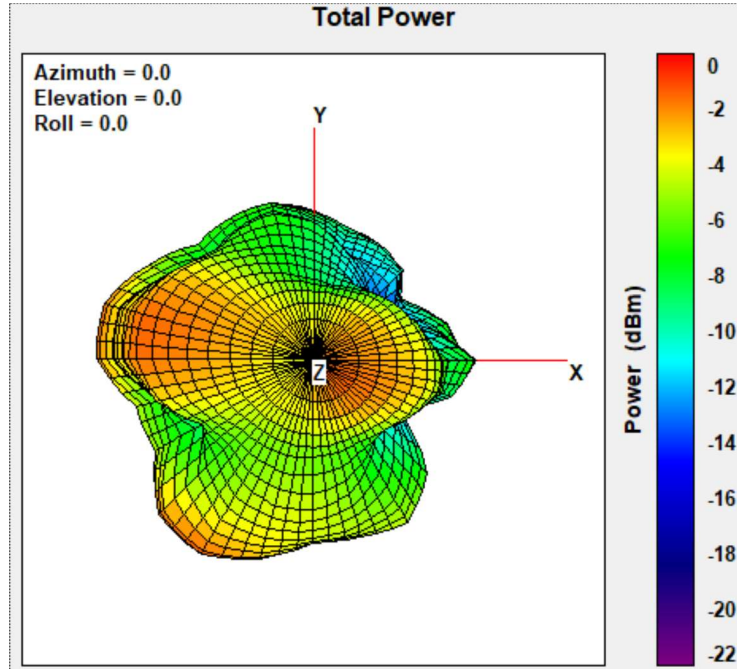 Total Power
Azimuth = 0.0
Elevation = 0.0
Roll = 0.0
Y
X
Z
Power (dBm)
0
-2
-4
-6
-8
-10
-12
-14
-16
-18
-20
-22